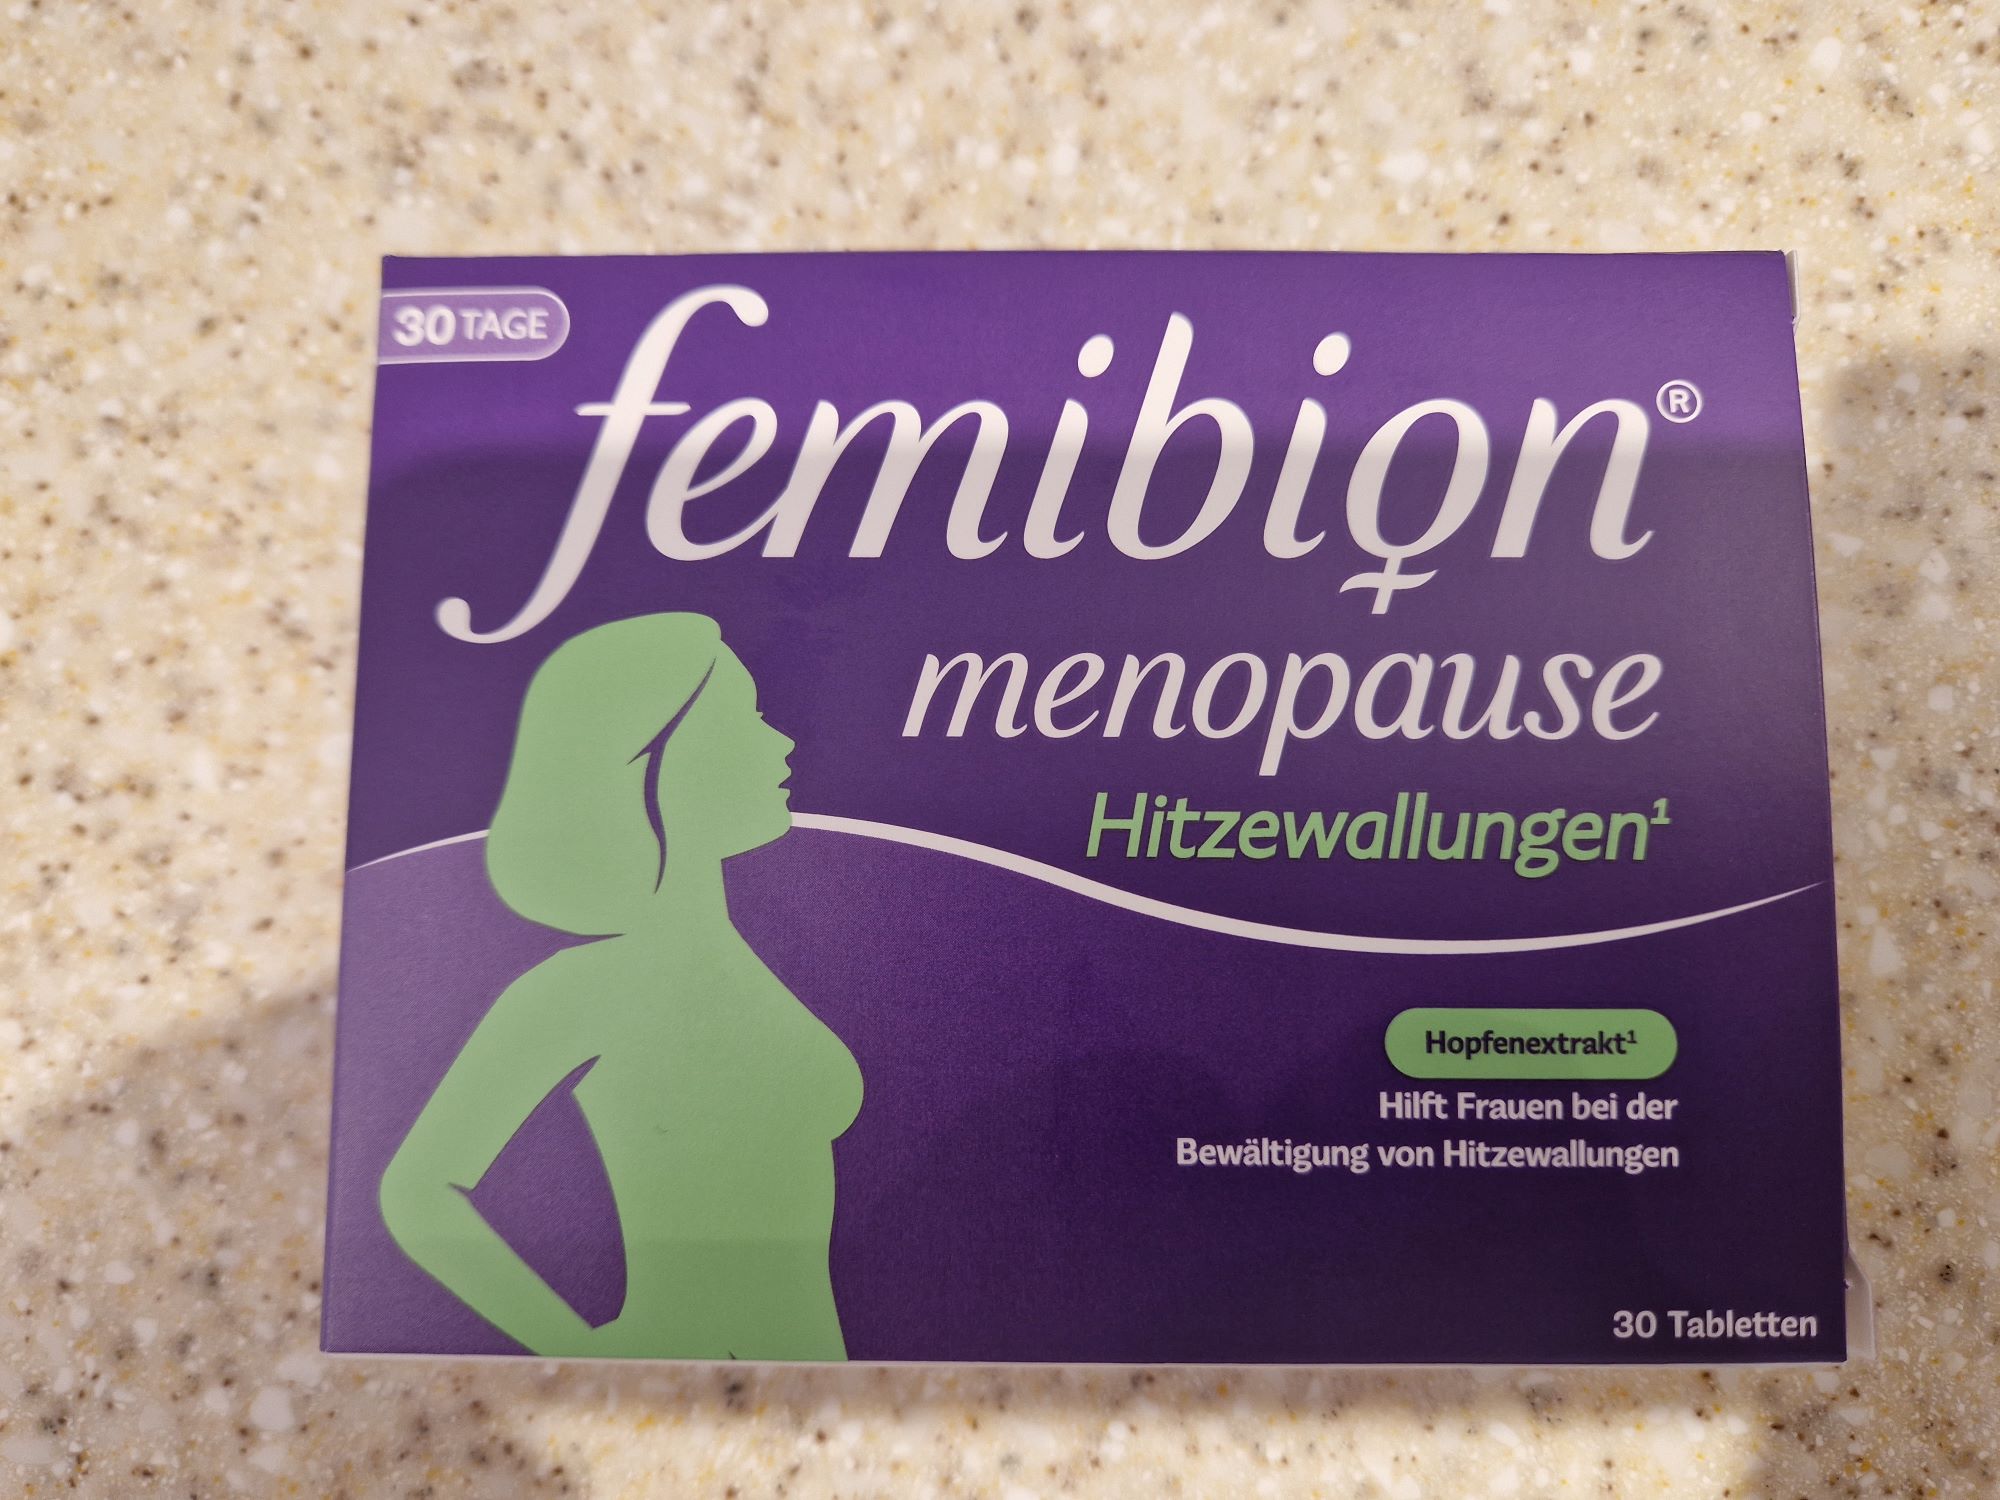 30 TAGE
femibion®
menopause
Hitzewallungen¹
Hopfenextrakt¹
Hilft Frauen bei der
Bewältigung von Hitzewallungen
30 Tabletten